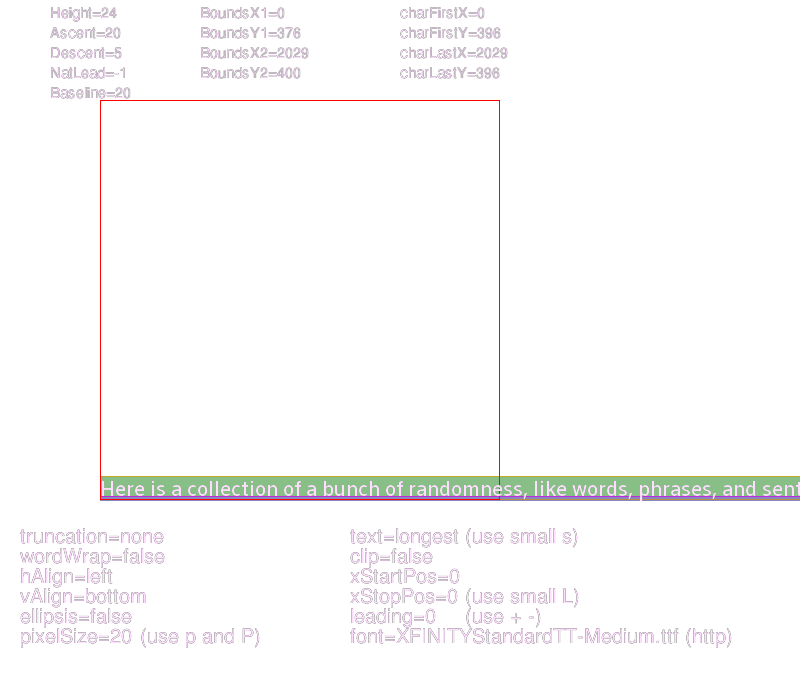 Height=24 BoundsX1=0 charFirstX=0
Ascent=20 BoundsY1=376 charFirstY=396
Descent=5 BoundsX2=2029 charLastX=2029
NatLead=-1 BoundsY2=400 charLastY=396
Baseline=20
Here is a collection of a bunch of randomness, like words, phrases, and sent
truncation=none text=longest (use small s)
wordWrap=false clip=false
hAlign=left xStartPos=0
vAlign=bottom xStopPos=0 (use small L)
ellipsis=false leading=0 (use + -)
pixelSize=20 (use p and P) font=XFINITYStandardTT-Medium.ttf (http)